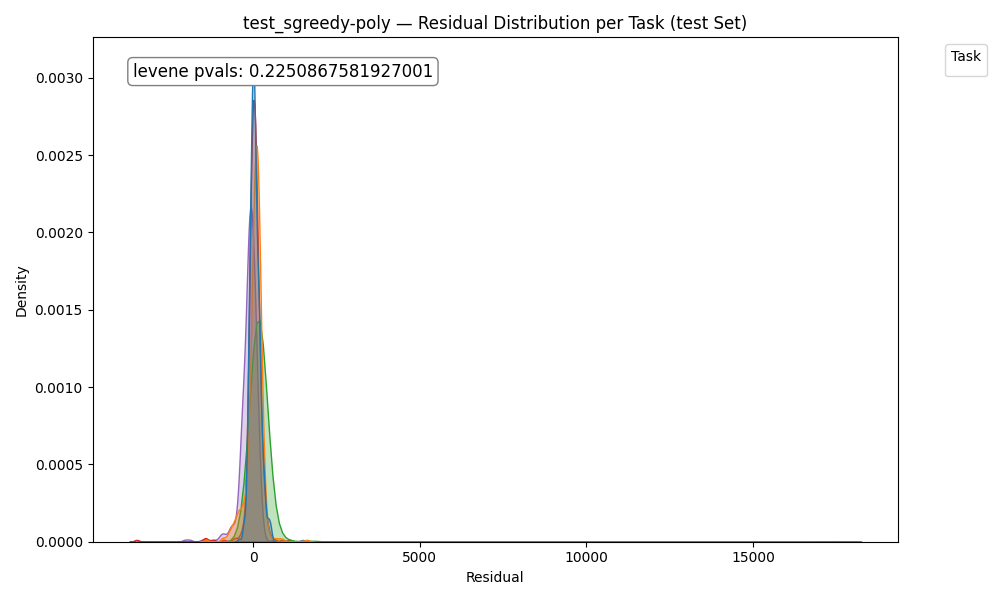 test_sgreedy-poly — Residual Distribution per Task (test Set)
levene pvals: 0.2250867581927001
Task
0.0030
0.0025
0.0020
0.0015
0.0010
0.0005
0.0000
Density
0
5000
10000
15000
Residual